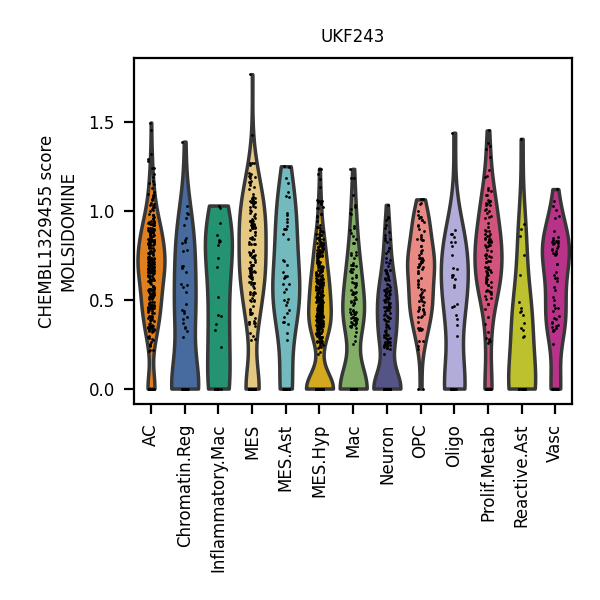 UKF243
CHEMBL1329455 score
MOLSIDOMINE
1.5
1.0
0.5
0.0
AC
Chromatin.Reg
Inflammatory.Mac
MES
MES.Ast
MES.Hyp
Mac
Neuron
OPC
Oligo
Prolif.Metab
Reactive.Ast
Vasc